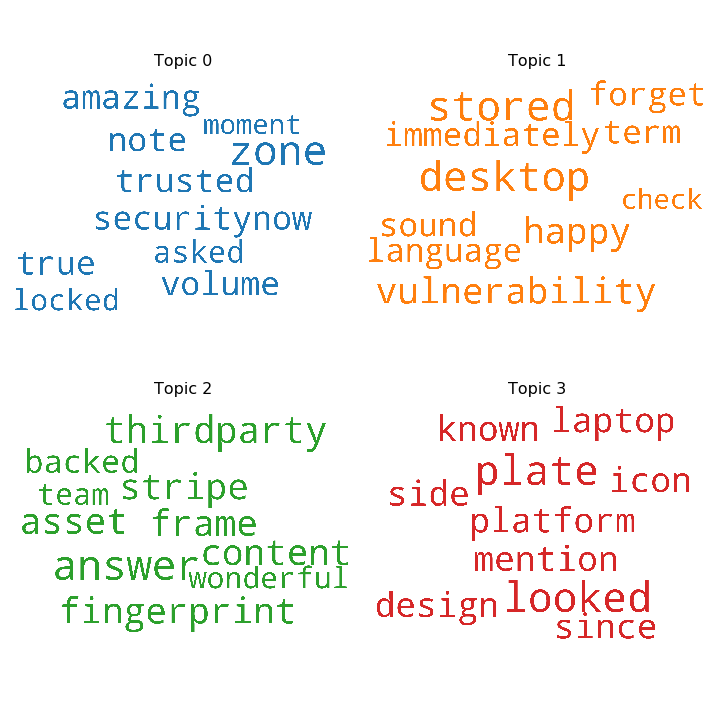 Topic 0
amazing
moment
note
zone
trusted
securitynow
asked
true
volume
locked
Topic 1
forget
stored
immediately term
desktop
check
sound
happy
language
vulnerability
Topic 2
thirdparty
backed
team stripe
asset frame
content
answer
wonderful
fingerprint
Topic 3
laptop
known
plate
icon
side
platform
mention
looked
design
since